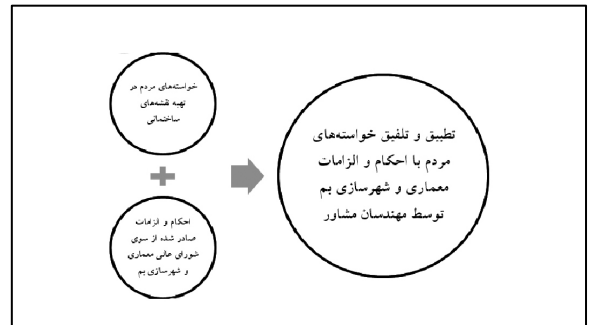 خواسته‌های مردم در
تهیه نقشه‌های
ساختمانی
+
احکام و الزامات
صادر شده از سوی
شورای عالی معماری
و شهرسازی بم
تطبیق و تلفیق خواسته‌های
مردم با احکام و الزامات
معماری و شهرسازی بم
توسط مهندسان مشاور